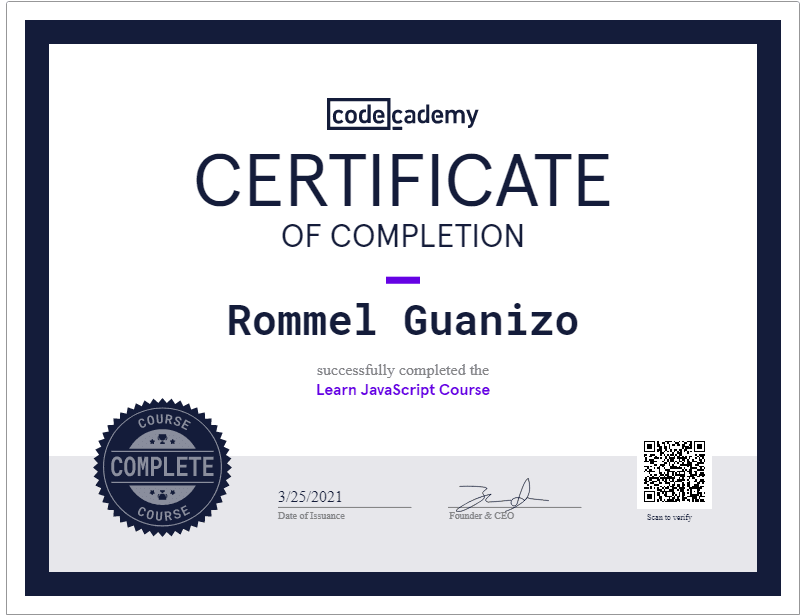 codecademy
CERTIFICATE
OF COMPLETION
Rommel Guanizo
successfully completed the
Learn JavaScript Course
COURSE
COMPLETE
COURSE
3/25/2021
Date of Issuance
Founder & CEO
Scan to verify